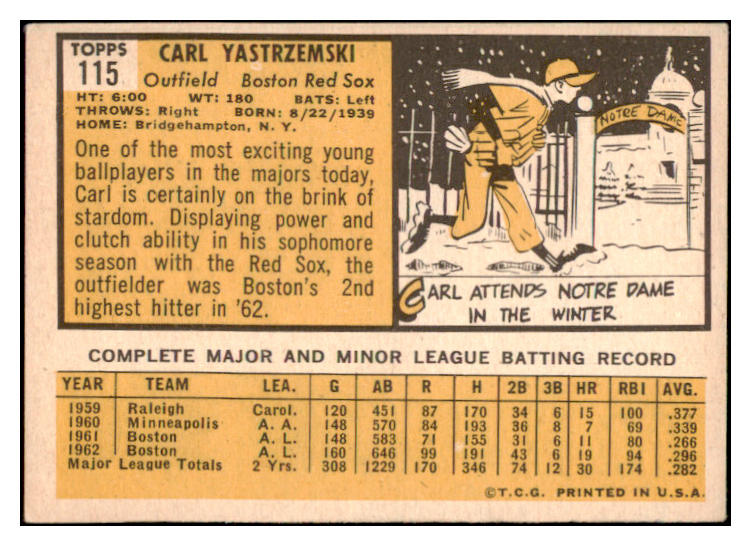 TOPPS
115
CARL YASTRZEMSKI
Outfield Boston Red Sox
HT: 6:00 WT: 180 BATS: Left
THROWS: Right BORN: 8/22/1939
HOME: Bridgehampton, N. Y.
One of the most exciting young
ballplayers in the majors today,
Carl is certainly on the brink of
stardom. Displaying power and
clutch ability in his sophomore
season with the Red Sox, the
outfielder was Boston's 2nd
highest hitter in '62.
NOTRE DAME
CARL ATTENDS NOTRE DAME
IN THE WINTER
COMPLETE MAJOR AND MINOR LEAGUE BATTING RECORD
YEAR TEAM LEA. G AB R H 2B 3B HR RBI AVG.
1959 Raleigh Carol. 120 451 87 170 34 6 15 100 .377
1960 Minneapolis A. A. 148 570 84 193 36 8 7 69 .339
1961 Boston A. L. 148 583 71 155 31 6 11 80 .266
1962 Boston A. L. 160 646 99 191 43 6 19 94 .296
Major League Totals 2 Yrs. 308 1229 170 346 74 12 30 174 .282
©T.C.G. PRINTED IN U.S.A.